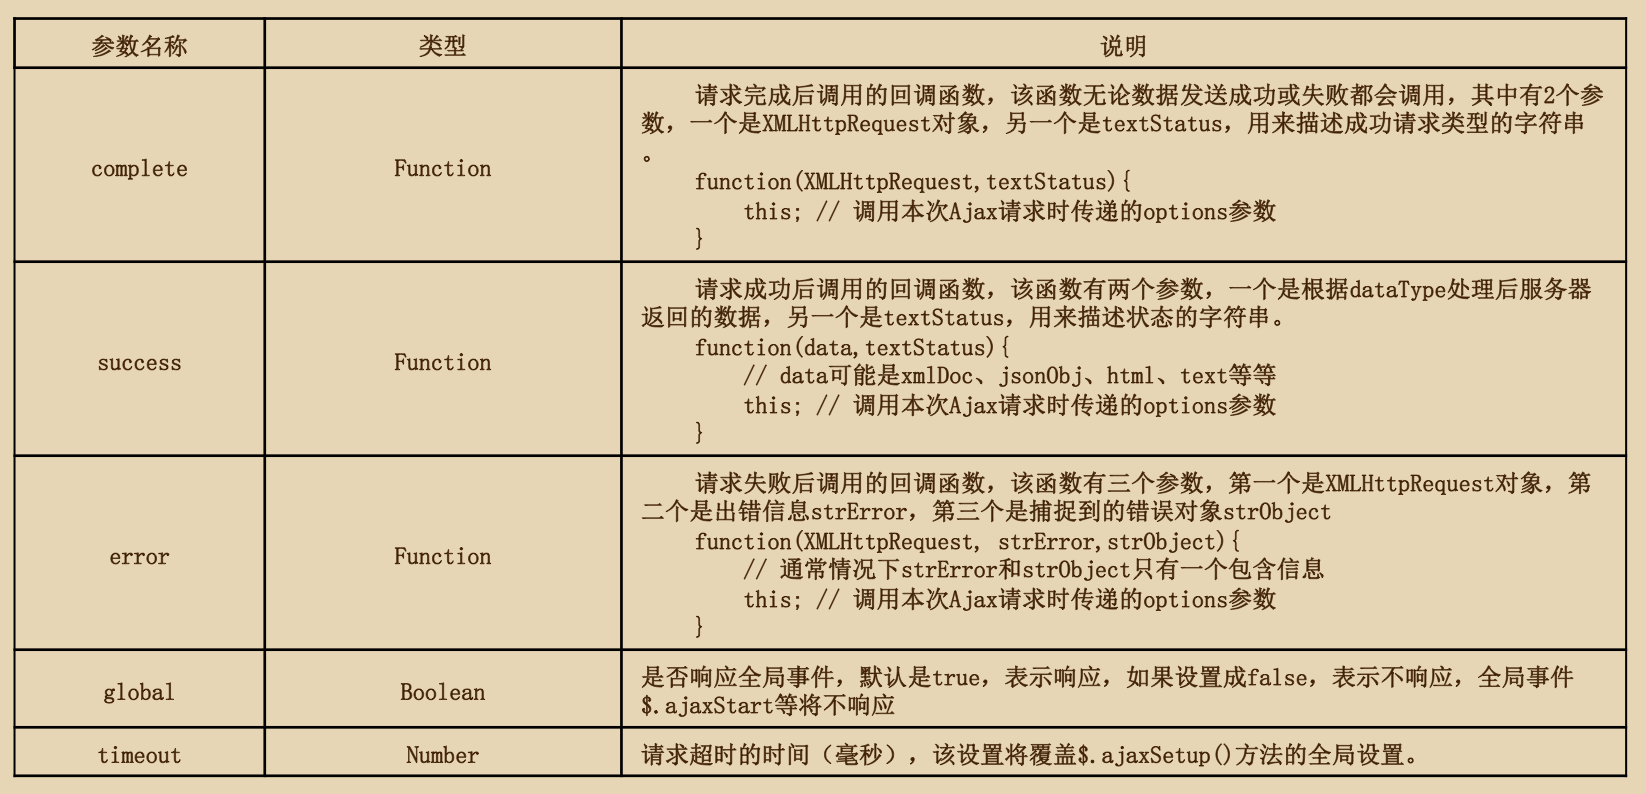 参数名称 类型 说明
请求完成后调用的回调函数，该函数无论数据发送成功或失败都会调用，其中有2个参
数，一个是XMLHttpRequest对象，另一个是textStatus，用来描述成功请求类型的字符串
。
complete Function
function(XMLHttpRequest,textStatus){
this; // 调用本次Ajax请求时传递的options参数
}
请求成功后调用的回调函数，该函数有两个参数，一个是根据dataType处理后服务器
返回的数据，另一个是textStatus，用来描述状态的字符串。
function(data,textStatus){
success Function
// data可能是xmlDoc、jsonObj、html、text等等
this; // 调用本次Ajax请求时传递的options参数
}
请求失败后调用的回调函数，该函数有三个参数，第一个是XMLHttpRequest对象，第
二个是出错信息strError，第三个是捕捉到的错误对象strObject
function(XMLHttpRequest, strError,strObject){
error Function
// 通常情况下strError和strObject只有一个包含信息
this; // 调用本次Ajax请求时传递的options参数
}
global Boolean
是否响应全局事件，默认是true，表示响应，如果设置成false，表示不响应，全局事件
$.ajaxStart等将不响应
timeout Number 请求超时的时间（毫秒），该设置将覆盖$.ajaxSetup()方法的全局设置。